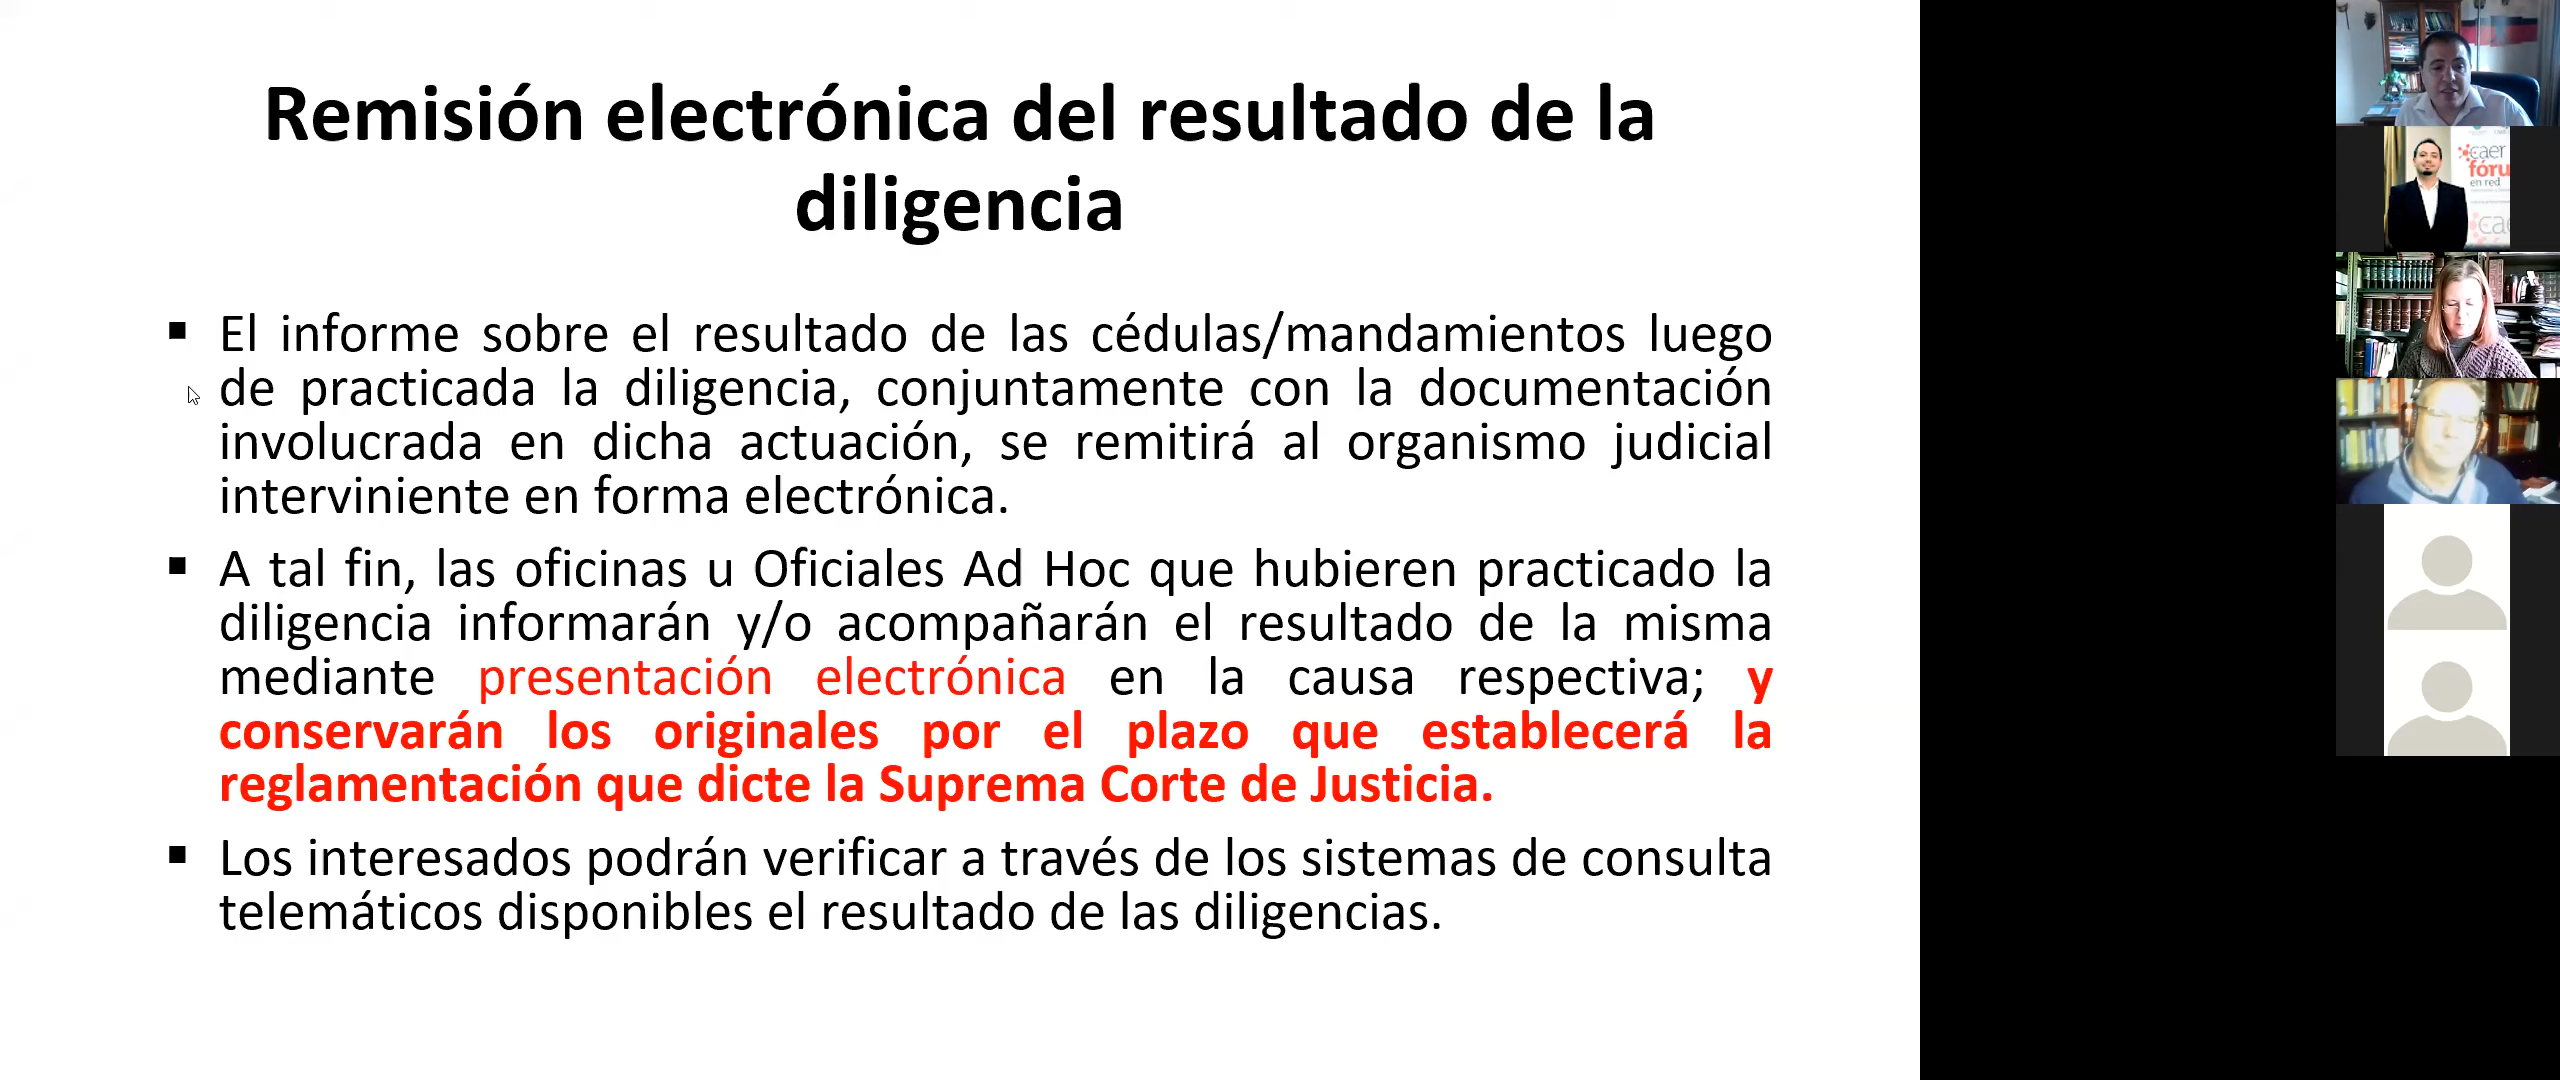 Remisión electrónica del resultado de la
diligencia
▪ El informe sobre el resultado de las cédulas/mandamientos luego
de practicada la diligencia, conjuntamente con la documentación
involucrada en dicha actuación, se remitirá al organismo judicial
interviniente en forma electrónica.
▪ A tal fin, las oficinas u Oficiales Ad Hoc que hubieren practicado la
diligencia informarán y/o acompañarán el resultado de la misma
mediante presentación electrónica en la causa respectiva; y
conservarán los originales por el plazo que establecerá la
reglamentación que dicte la Suprema Corte de Justicia.
▪ Los interesados podrán verificar a través de los sistemas de consulta
telemáticos disponibles el resultado de las diligencias.
caer
fóru
en red
cae